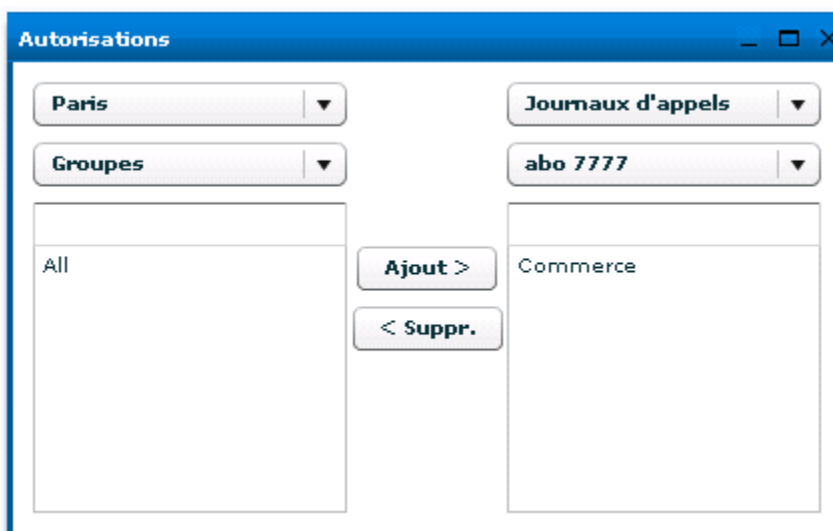 Autorisations
Paris
Journaux d'appels
Groupes
abo 7777
All
Ajout >
Commerce
< Suppr.